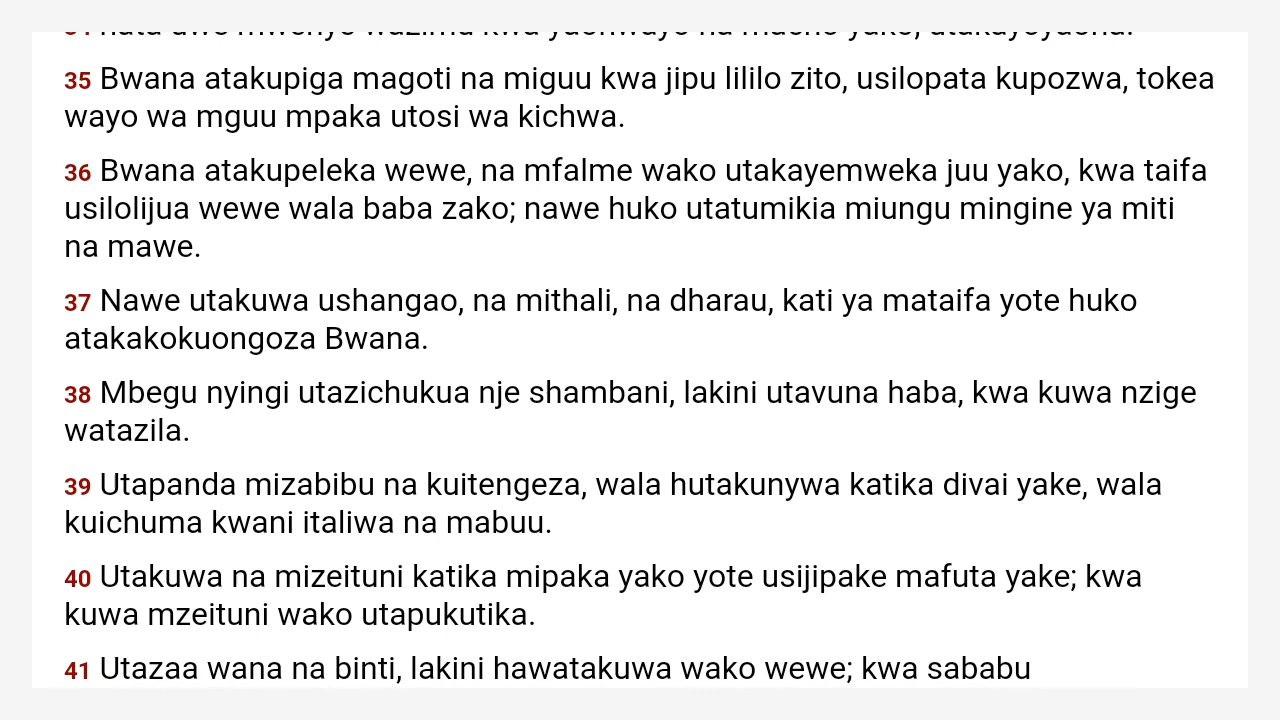 35 Bwana atakupiga magoti na miguu kwa jipu lililo zito, usilopata kupozwa, tokea
wayo wa mguu mpaka utosi wa kichwa.
36 Bwana atakupeleka wewe, na mfalme wako utakayemweka juu yako, kwa taifa
usilolijua wewe wala baba zako; nawe huko utatumikia miungu mingine ya miti
na mawe.
37 Nawe utakuwa ushangao, na mithali, na dharau, kati ya mataifa yote huko
atakakokuongoza Bwana.
38 Mbegu nyingi utazichukua nje shambani, lakini utavuna haba, kwa kuwa nzige
watazila.
39 Utapanda mizabibu na kuitengeza, wala hutakunywa katika divai yake, wala
kuichuma kwani italiwa na mabuu.
40 Utakuwa na mizeituni katika mipaka yako yote usijipake mafuta yake; kwa
kuwa mzeituni wako utapukutika.
41 Utazaa wana na binti, lakini hawatakuwa wako wewe; kwa sababu